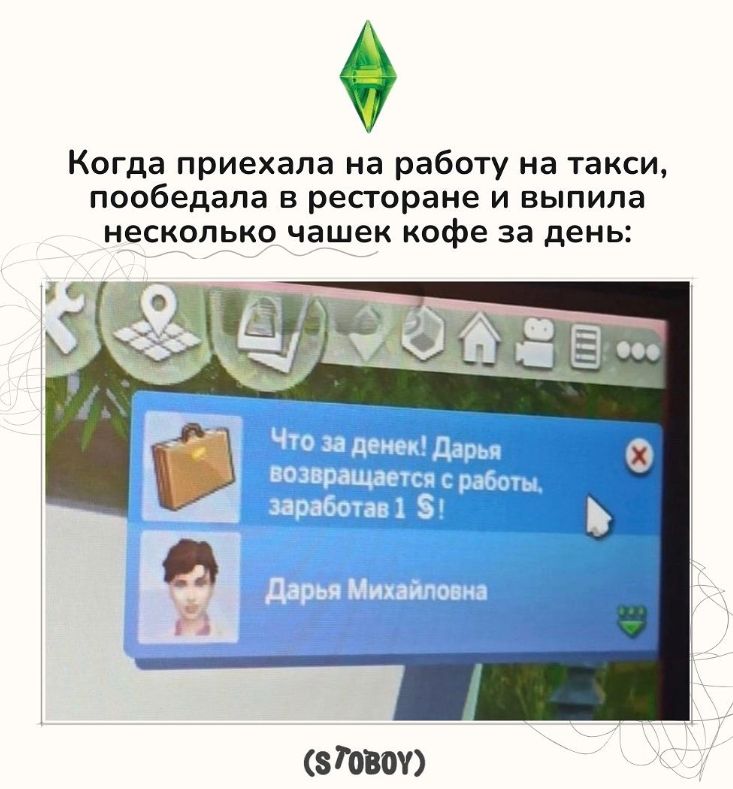 Когда приехала на работу на такси,
пообедала в ресторане и выпила
несколько чашек кофе за день:
Что за денек! Дарья
возвращается с работы,
заработав 1 §!
Дарья Михайловна
(STOBOY)